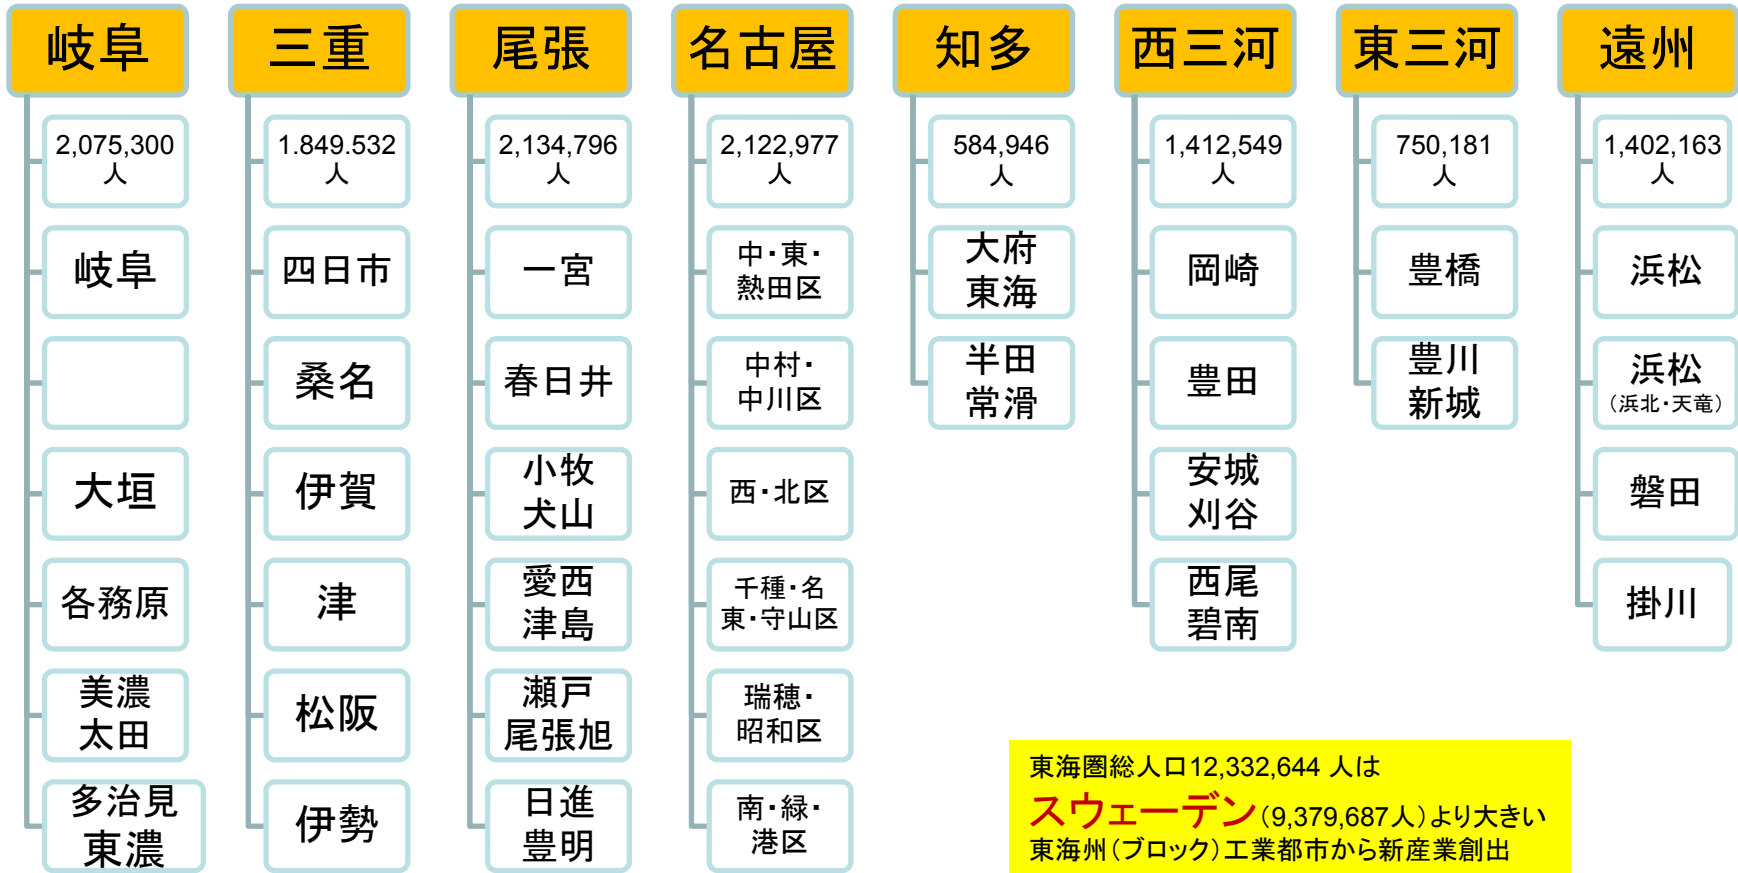 岐阜
2,075,300
人
岐阜
大垣
各務原
美濃
太田
多治見
東濃
三重
1.849.532
人
四日市
桑名
伊賀
津
松阪
伊勢
尾張
2,134,796
人
一宮
春日井
小牧
犬山
愛西
津島
瀬戸
尾張旭
日進
豊明
名古屋
2,122,977
人
中・東・
熱田区
中村・
中川区
西・北区
千種・名
東・守山区
瑞穂・
昭和区
南・緑・
港区
知多
584,946
人
大府
東海
半田
常滑
西三河
1,412,549
人
岡崎
豊田
安城
刈谷
西尾
碧南
東三河
750,181
人
豊橋
豊川
新城
遠州
1,402,163
人
浜松
浜松
（浜北・天竜）
磐田
掛川
東海圏総人口12,332,644 人は
スウェーデン（9,379,687人）より大きい
東海州（ブロック）工業都市から新産業創出